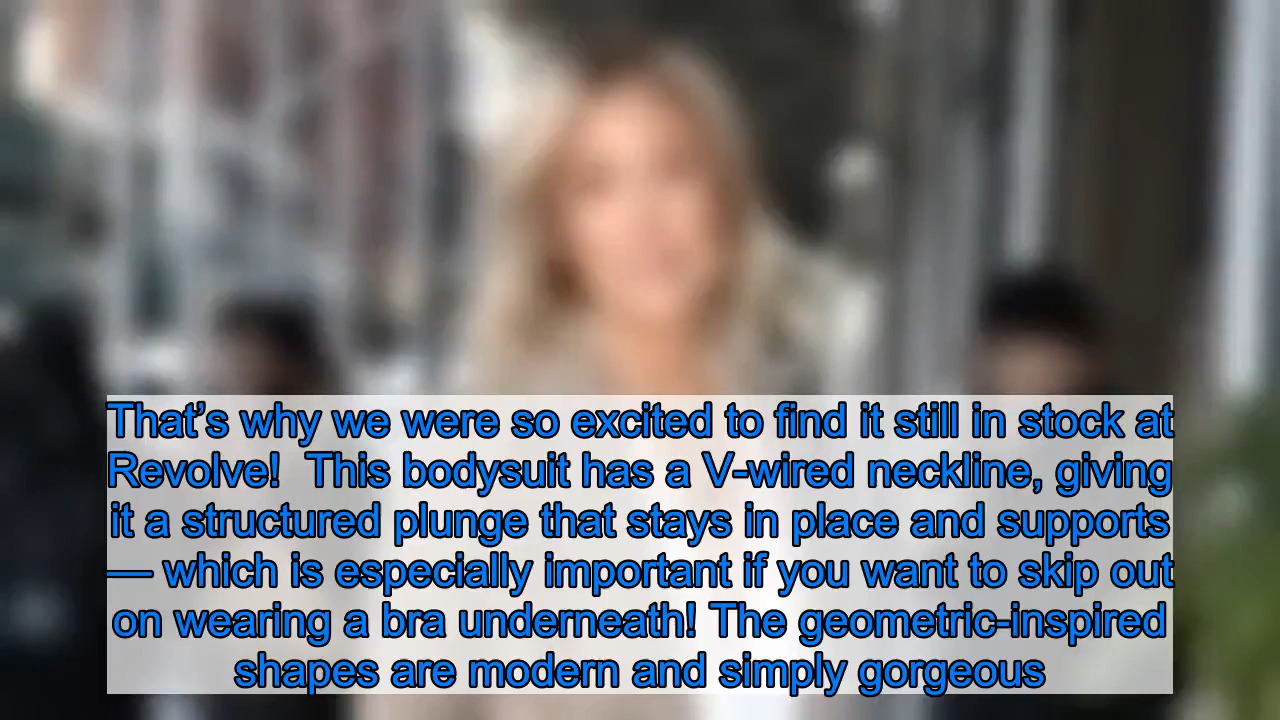 That’s why we were so excited to find it still in stock at
Revolve!  This bodysuit has a V-wired neckline, giving
it a structured plunge that stays in place and supports
— which is especially important if you want to skip out
on wearing a bra underneath! The geometric-inspired
shapes are modern and simply gorgeous